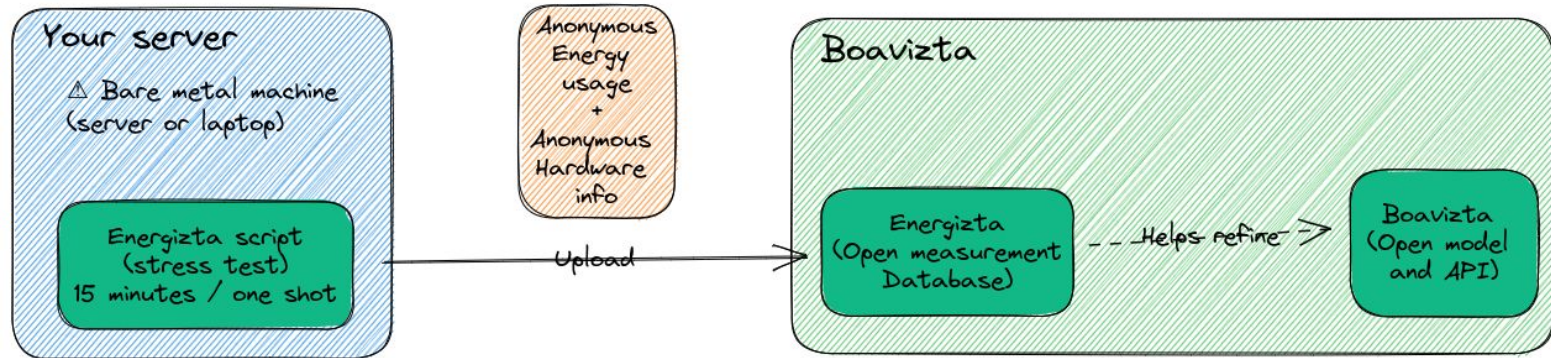 Your server
⚠ Bare metal machine
(server or laptop)
Energizta script
(stress test)
15 minutes / one shot
Anonymous
Energy
usage
+
Anonymous
Hardware
info
Upload
Boavizta
Energizta
(Open measurement
Database)
Helps refine
Boavizta
(Open model
and API)